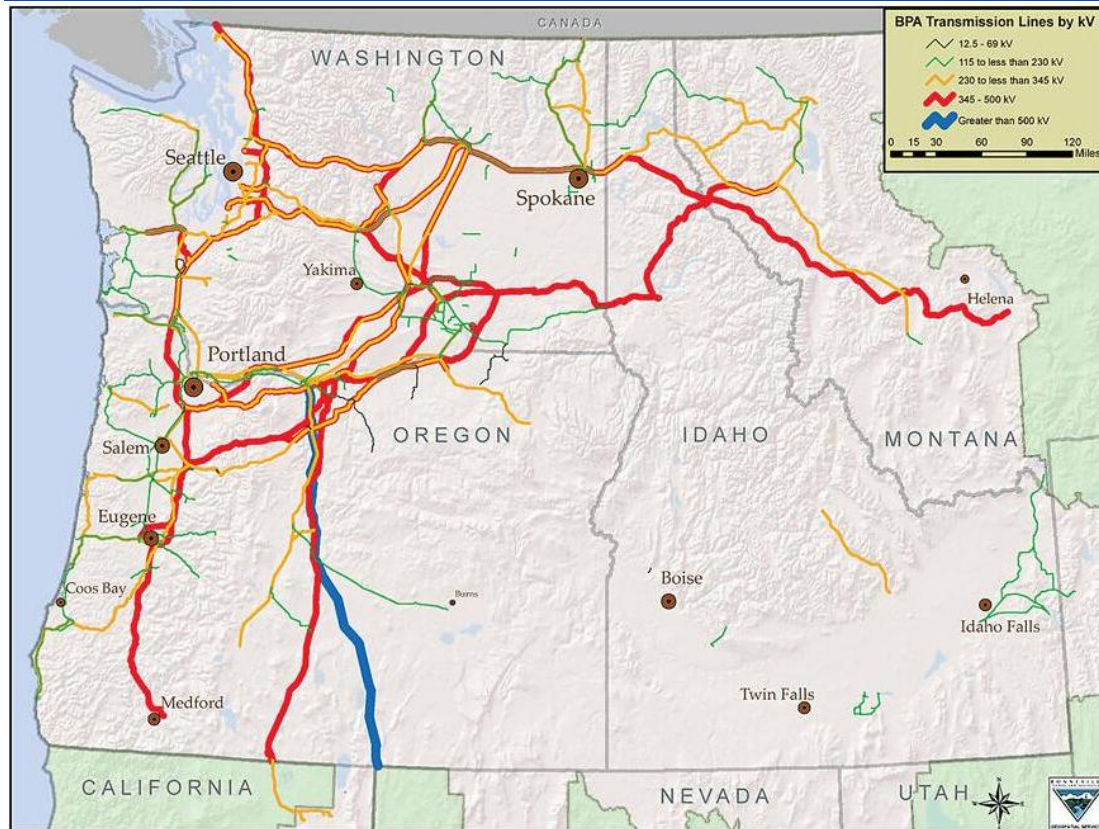 CANADA
BPA Transmission Lines by kV
12.5 - 69 kV
115 to less than 230 kV
230 to less than 345 kV
345 - 500 kV
Greater than 500 kV
0 15 30 60 90 120
Miles
WASHINGTON
Seattle
Spokane
Yakima
Helena
Portland
OREGON
IDAHO
MONTANA
Salem
Eugene
Coos Bay
Burns
Boise
Idaho Falls
Medford
Twin Falls
CALIFORNIA
NEVADA
UTAH
N
S
BONNEVILLE
GEOSPATIAL SERVICES